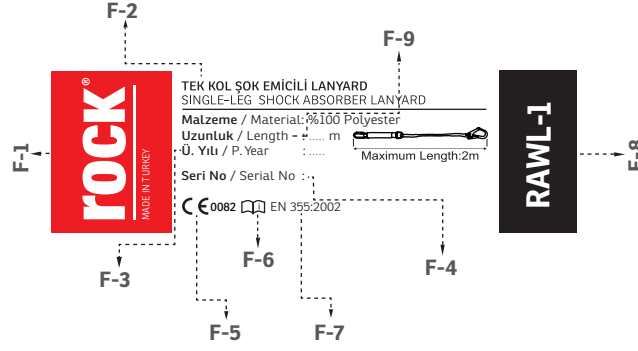 F-2
F-9
TEK KOL ŞOK EMİCİLİ LANYARD
SINGLE-LEG SHOCK ABSORBER LANYARD
Malzeme / Material: %100 Polyester
Uzunluk / Length - ..... m
Ü. Yılı / P. Year : .....
Maximum Length:2m
Seri No / Serial No :
CE 0082 i EN 355:2002
rock®
MADE IN TURKEY
RAWL-1
F-1
F-8
F-3
F-6
F-4
F-5
F-7